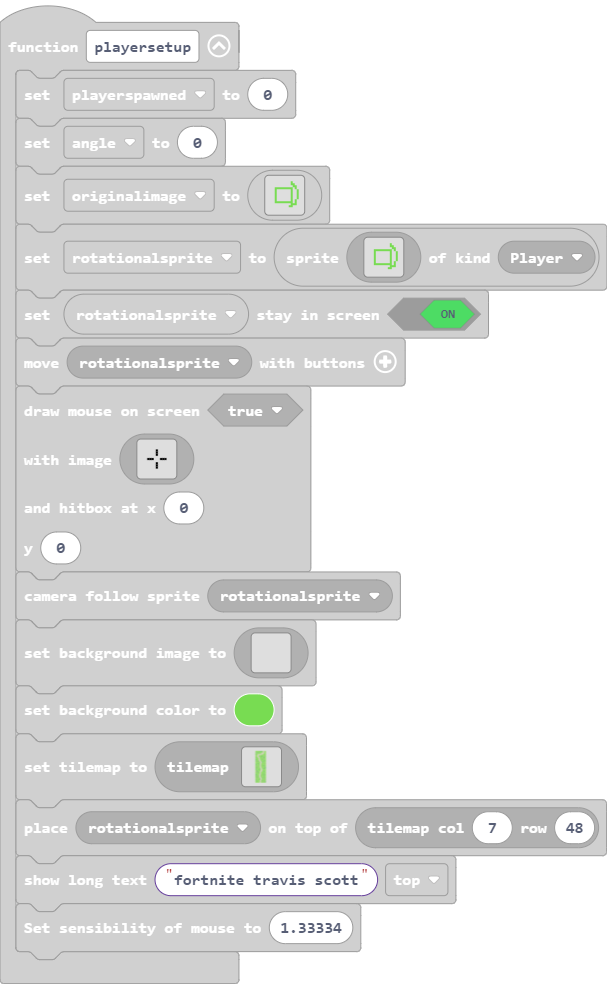 function playersetup
set playerspawned to 0
set angle to 0
set originalimage to
set rotationalsprite to sprite of kind Player
set rotationalsprite stay in screen ON
move rotationalsprite with buttons
draw mouse on screen true
with image
and hitbox at x 0
y 0
camera follow sprite rotationalsprite
set background image to
set background color to
set tilemap to tilemap
place rotationalsprite on top of tilemap col 7 row 48
show long text "fortnite travis scott" top
Set sensibility of mouse to 1.33334